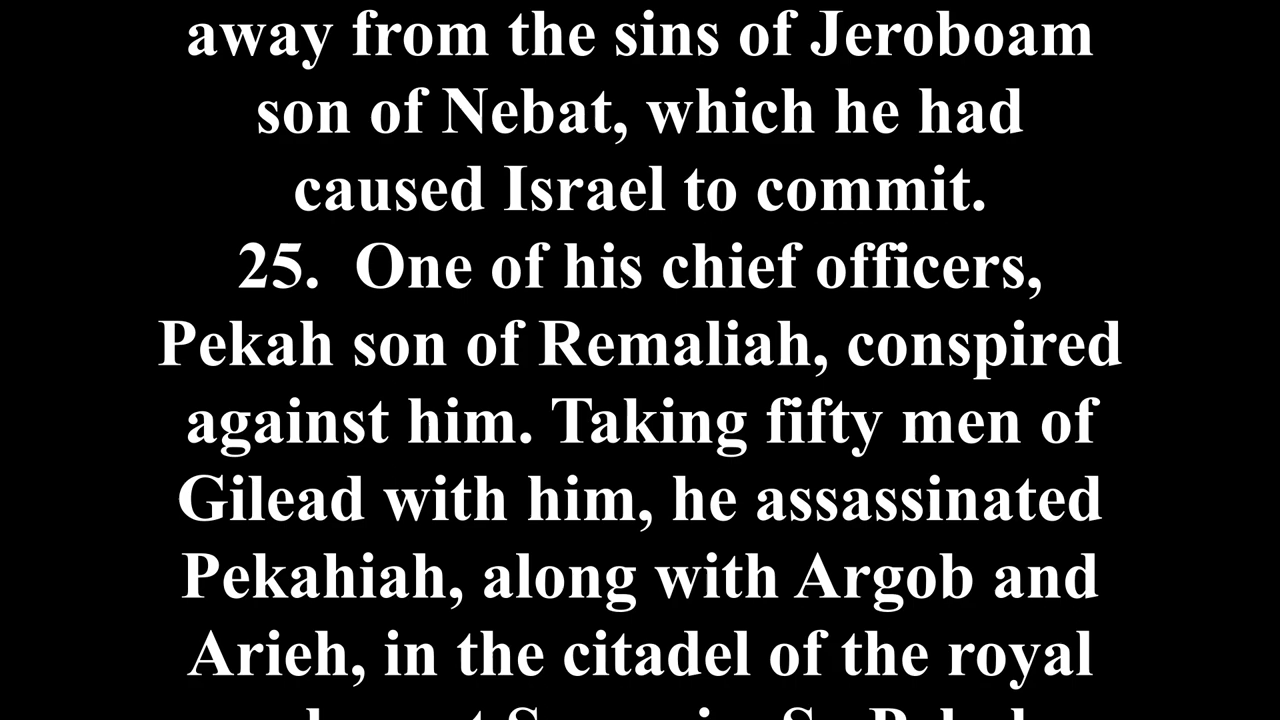 away from the sins of Jeroboam
son of Nebat, which he had
caused Israel to commit.
25.  One of his chief officers,
Pekah son of Remaliah, conspired
against him. Taking fifty men of
Gilead with him, he assassinated
Pekahiah, along with Argob and
Arieh, in the citadel of the royal